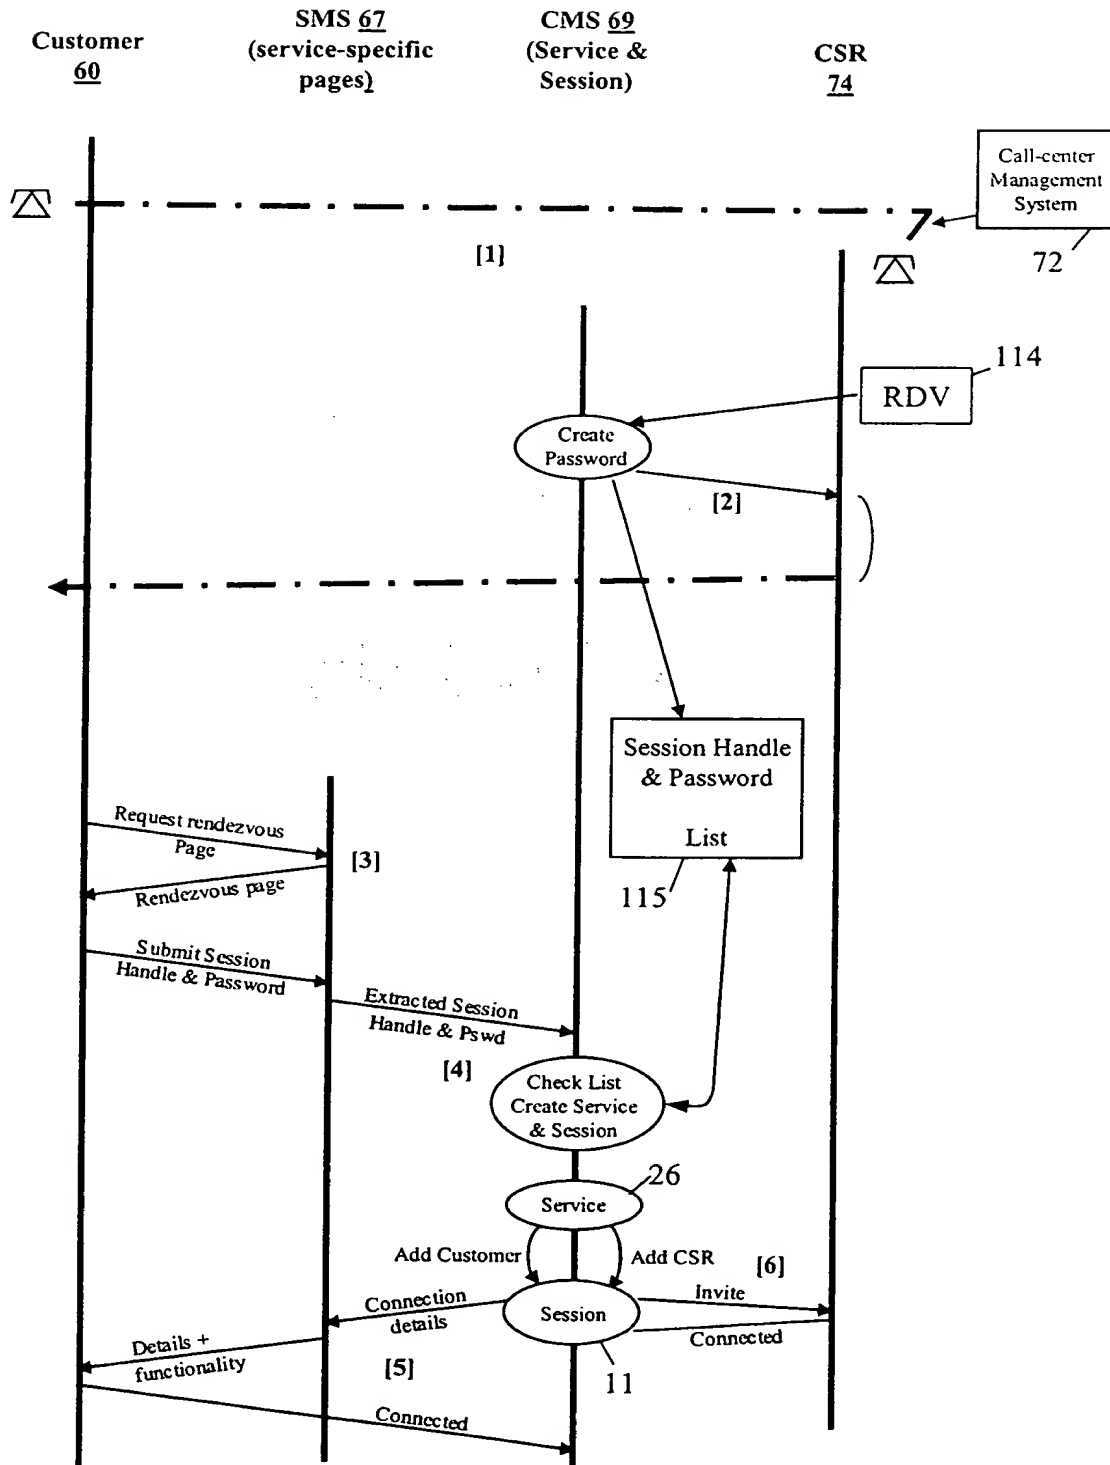 Customer
60
SMS 67
(service-specific
pages)
CMS 69
(Service &
Session)
CSR
74
Call-center
Management
System
72
[1]
114
RDV
Create
Password
[2]
Session Handle
& Password
List
115
Request rendezvous
Page
[3]
Rendezvous page
Submit Session
Handle & Password
Extracted Session
Handle & Pswd
[4]
Check List
Create Service
& Session
26
Service
Add Customer
Add CSR
[6]
Connection
details
Session
Invite
Connected
11
Details +
functionality
[5]
Connected